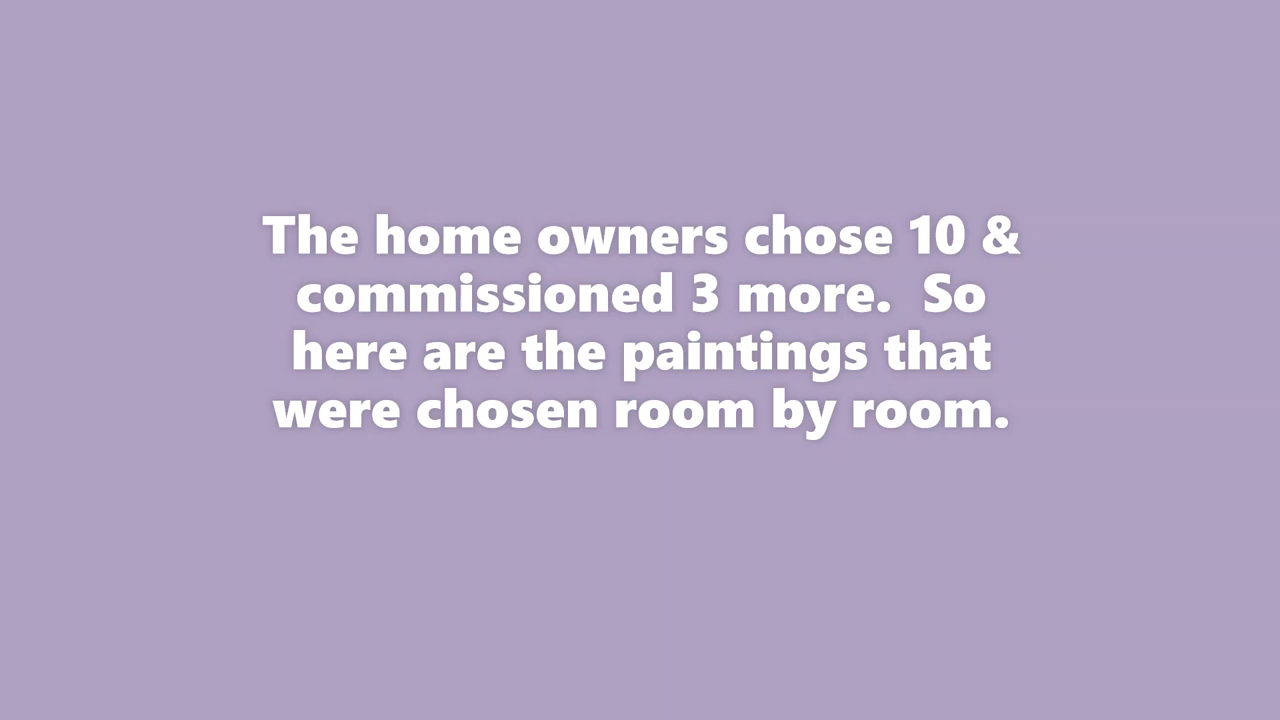 The home owners chose 10 &
commissioned 3 more.  So
here are the paintings that
were chosen room by room.